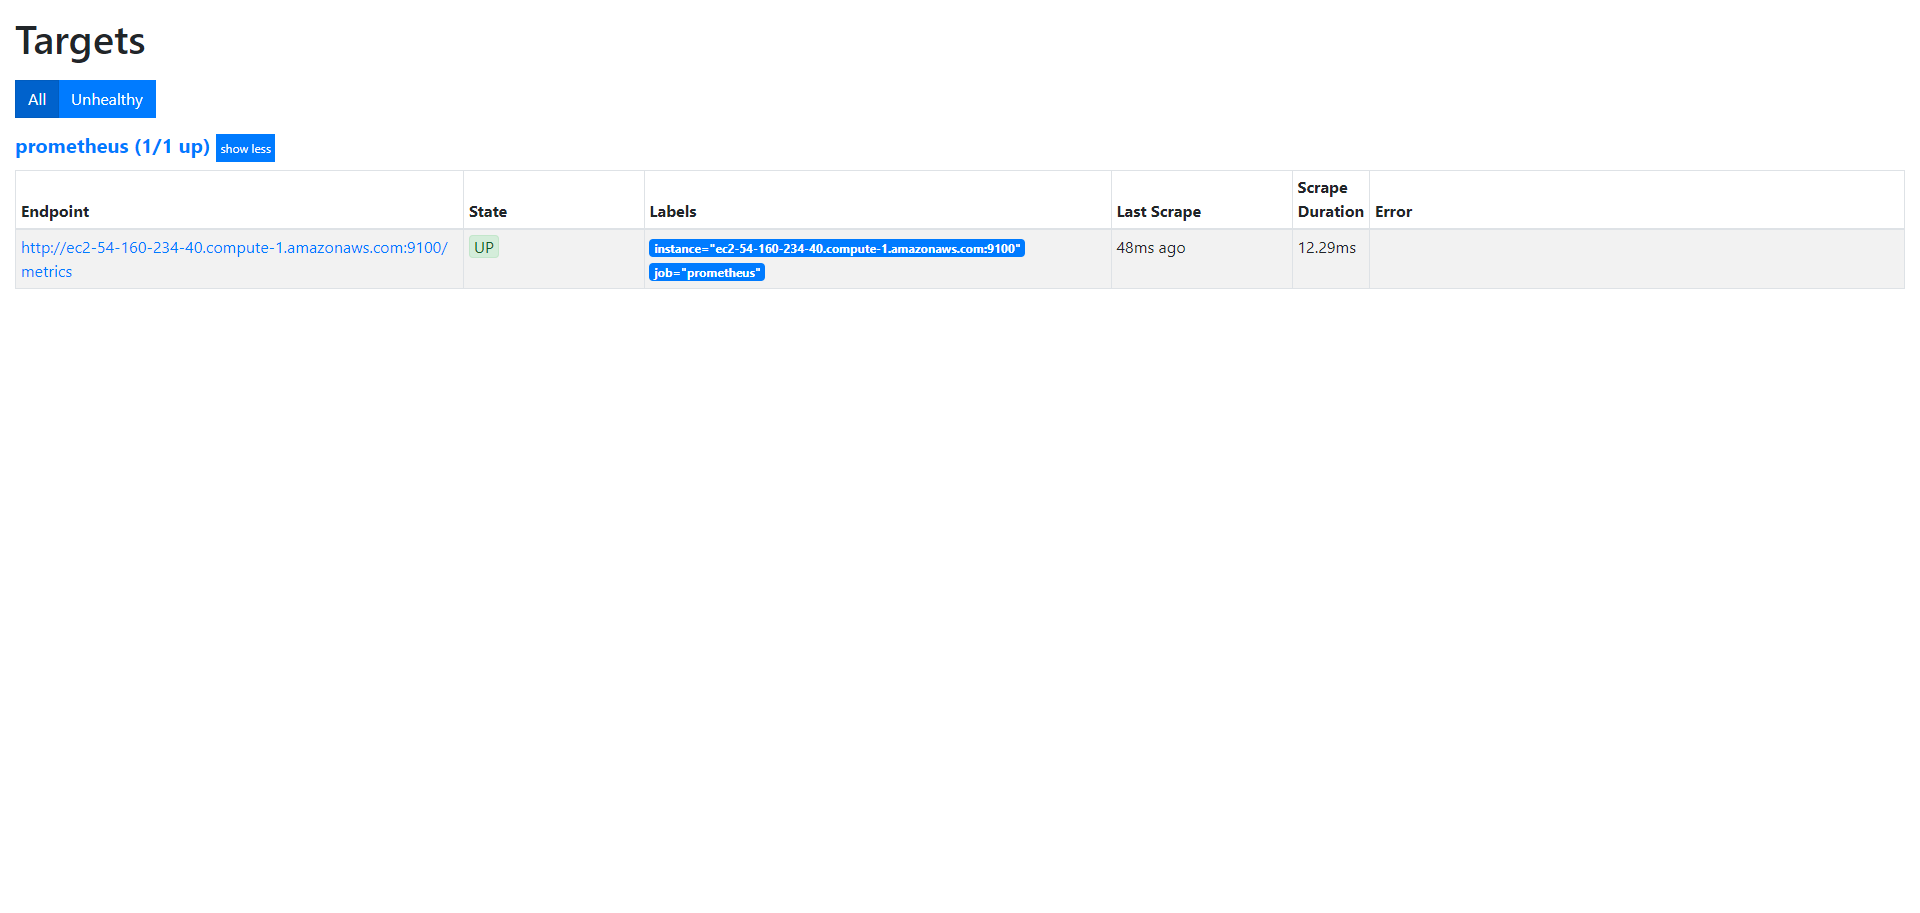 Targets
All Unhealthy
prometheus (1/1 up) show less
Scrape
Endpoint State Labels Last Scrape Duration Error
http://ec2-54-160-234-40.compute-1.amazonaws.com:9100/ UP instance="ec2-54-160-234-40.compute-1.amazonaws.com:9100" 48ms ago 12.29ms
metrics job="prometheus"